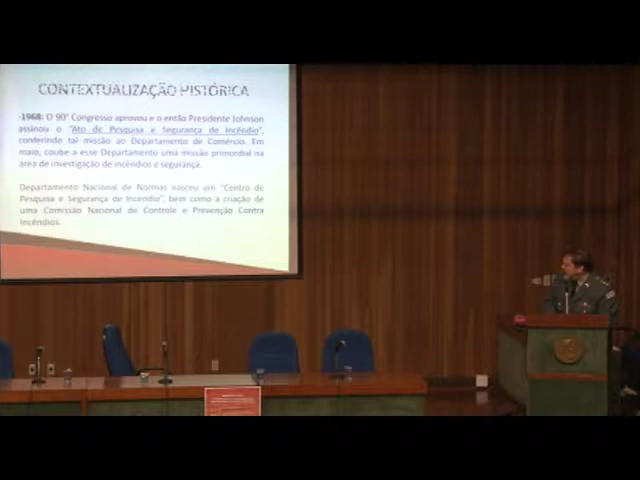 CONTEXTUALIZAÇÃO HISTÓRICA
-1968: O 90º Congresso aprovou e o então Presidente Johnson
assinou o "Ato de Pesquisa e Segurança de Incêndio",
conferindo tal missão ao Departamento de Comércio. Em
maio, coube a esse Departamento uma missão primordial na
área de investigação de incêndios e segurança.
Departamento Nacional de Normas nasceu um "Centro de
Pesquisa e Segurança de Incêndio", bem como a criação de
uma Comissão Nacional de Controle e Prevenção Contra
Incêndios.